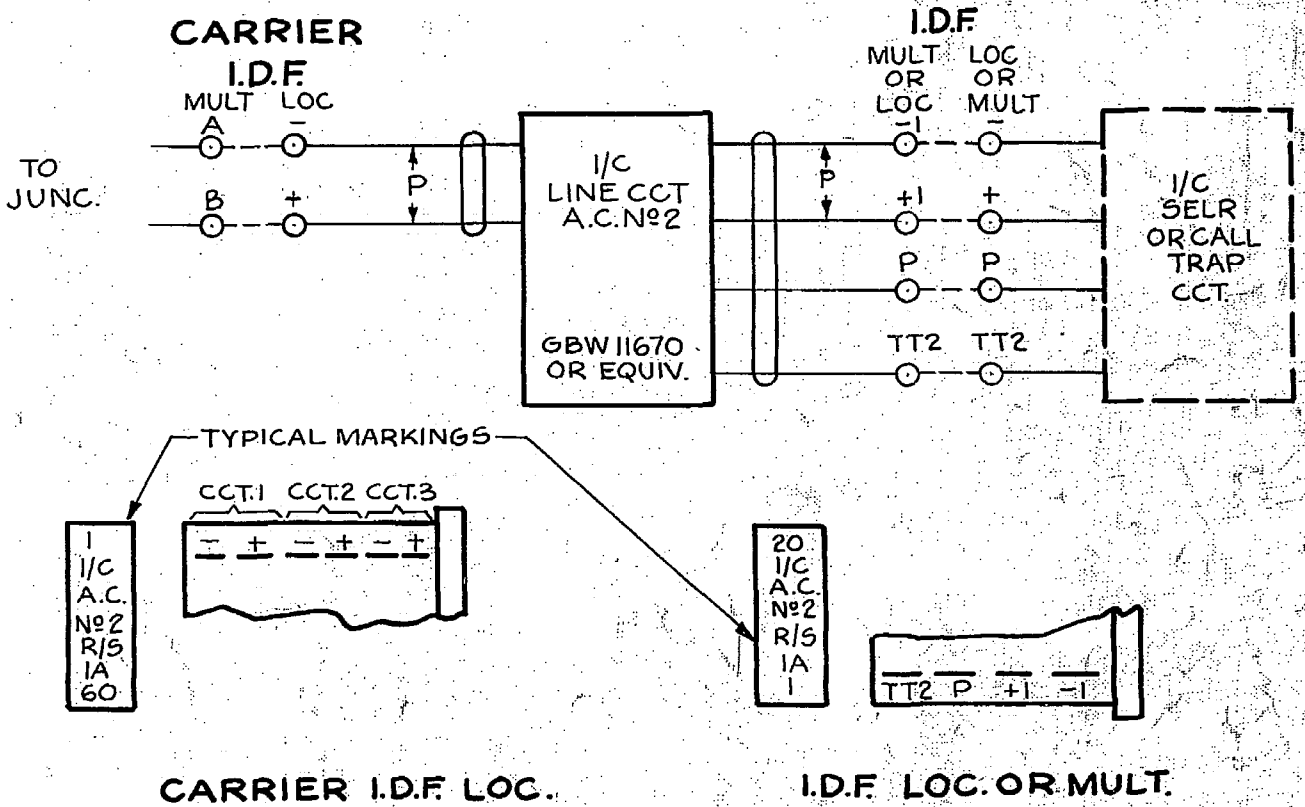 CARRIER
I.D.F.
MULT LOC
A -
B +
TO
JUNC.
P
I/C
LINE CCT
A.C. Nº2
GBW 11670
OR EQUIV.
P
I.D.F.
MULT LOC
OR OR
LOC MULT
-1 -
+1 +
P P
TT2 TT2
I/C
SELR
OR CALL
TRAP
CCT.
TYPICAL MARKINGS
1
I/C
A.C.
Nº2
R/S
1A
60
CCT.1 CCT.2 CCT.3
- + - + - +
20
I/C
A.C.
Nº2
R/S
1A
1
TT2 P +1 -1
CARRIER I.D.F. LOC.
I.D.F. LOC. OR MULT.